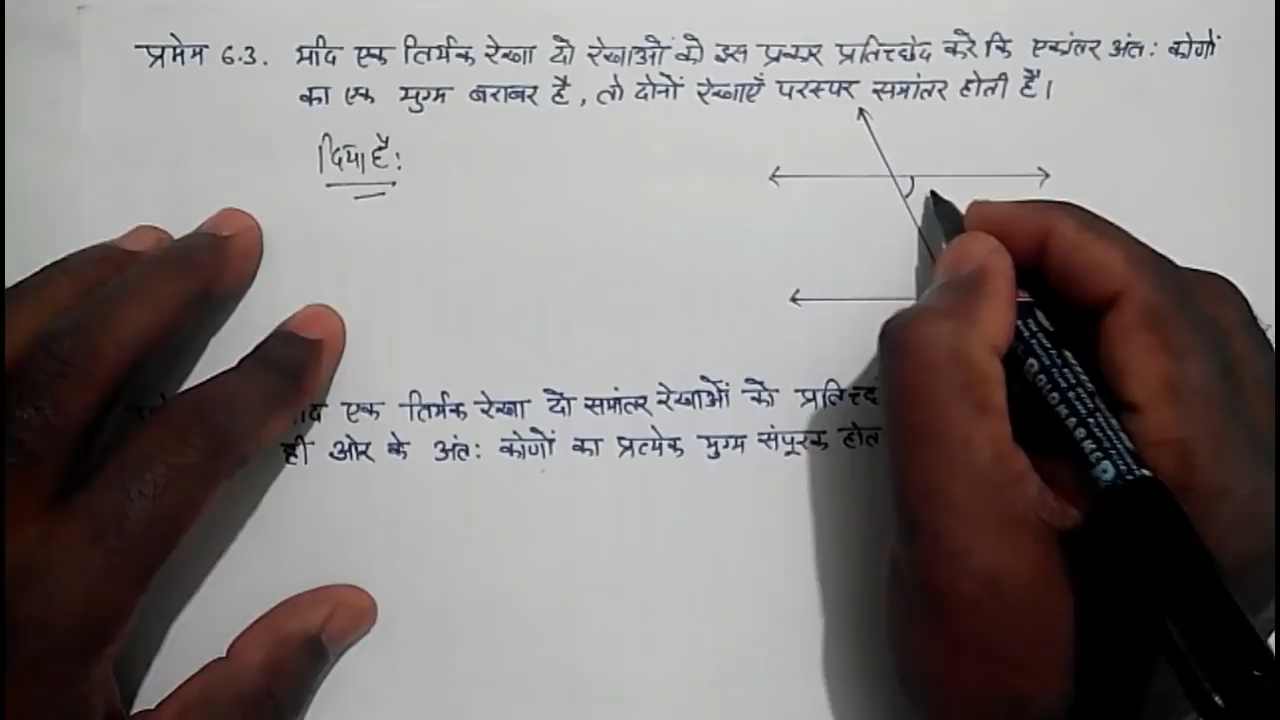 प्रमेय 6.3. यदि एक तिर्यक रेखा दो रेखाओं को इस प्रकार प्रतिच्छेद करे कि एकांतर अंतः कोणों
का एक युग्म बराबर है, तो दोनों रेखाएँ परस्पर समांतर होती हैं।
दिया है:
एक तिर्यक रेखा दो समांतर रेखाओं को
ही ओर के अंतः कोणों का प्रत्येक युग्म संपूरक